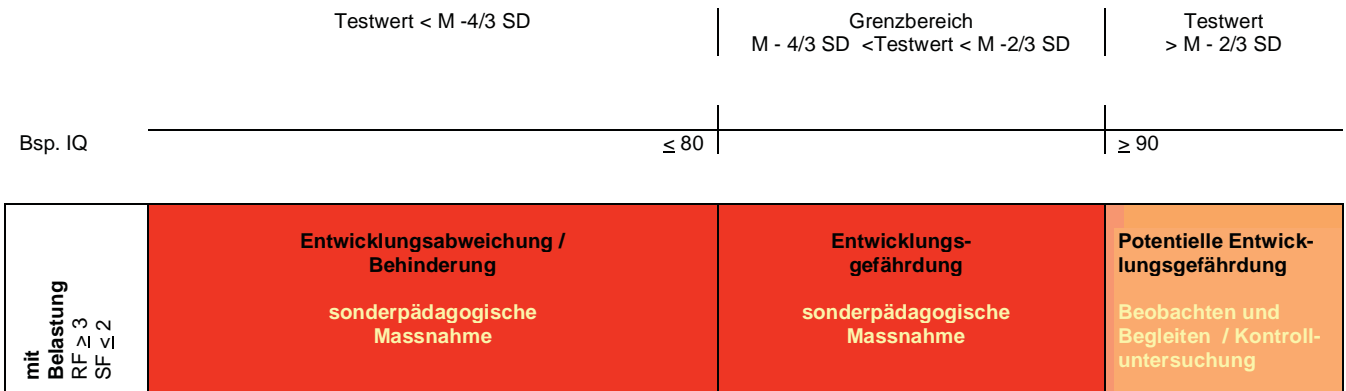 Testwert < M -4/3 SD
Grenzbereich
M - 4/3 SD <Testwert < M -2/3 SD
Testwert
> M - 2/3 SD
Bsp. IQ
≤ 80
≥ 90
mit
Belastung
RF ≥ 3
SF ≤ 2
Entwicklungsabweichung /
Behinderung
sonderpädagogische
Massnahme
Entwicklungs-
gefährdung
sonderpädagogische
Massnahme
Potentielle Entwick-
lungsgefährdung
Beobachten und
Begleiten / Kontroll-
untersuchung